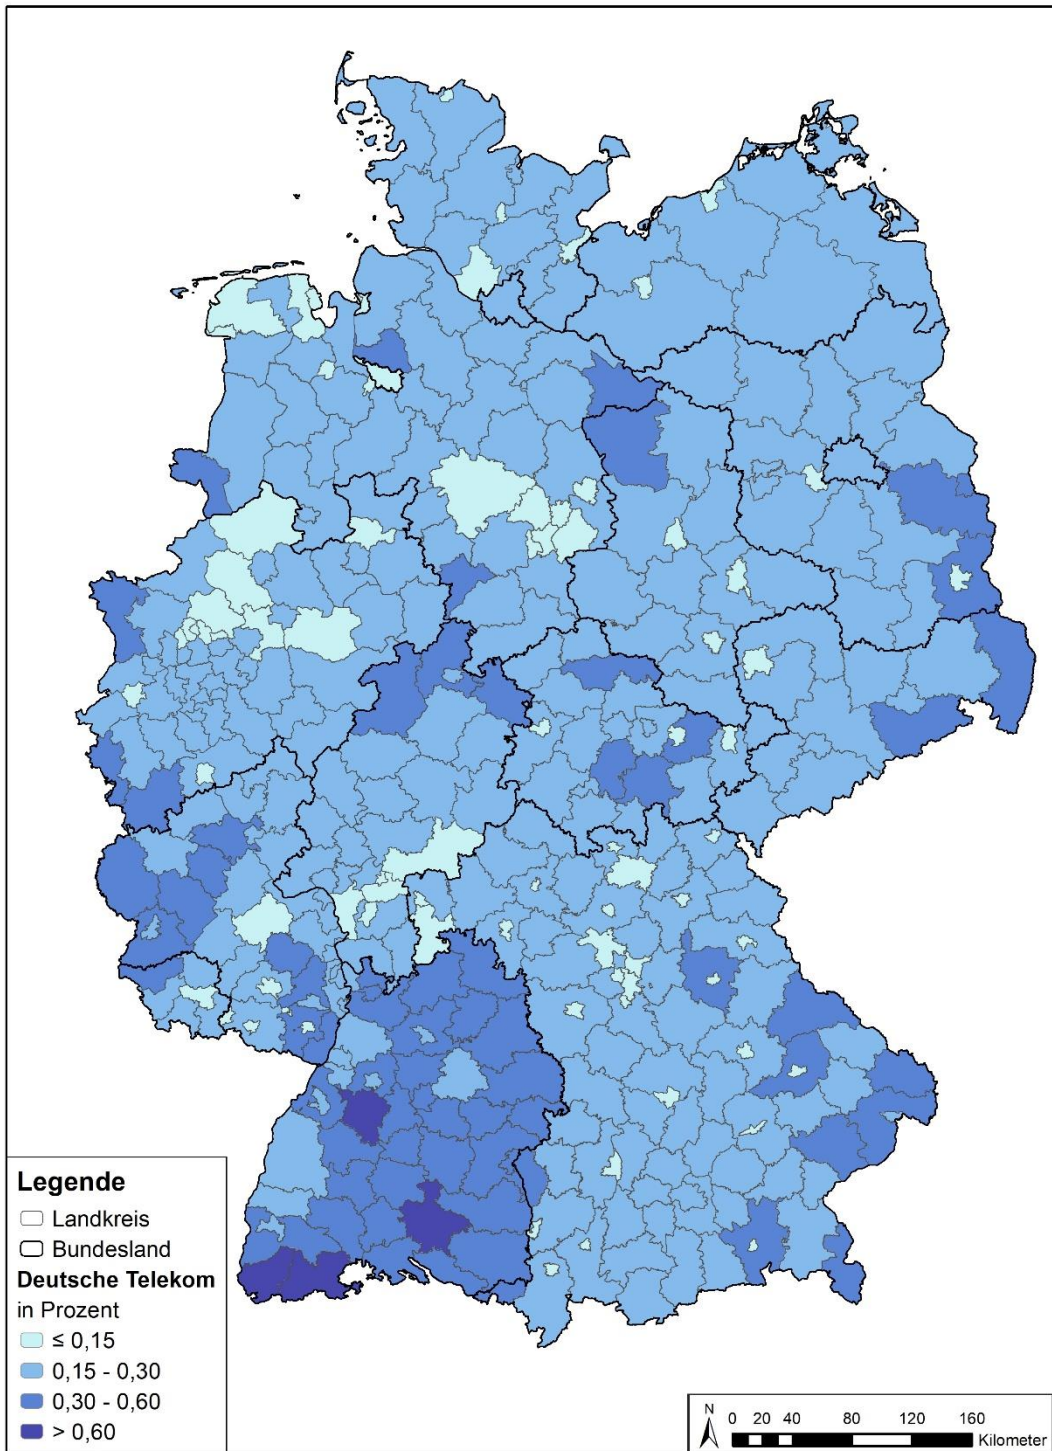 Legende
Landkreis
Bundesland
Deutsche Telekom
in Prozent
≤ 0,15
0,15 - 0,30
0,30 - 0,60
> 0,60
N
0 20 40 80 120 160
Kilometer